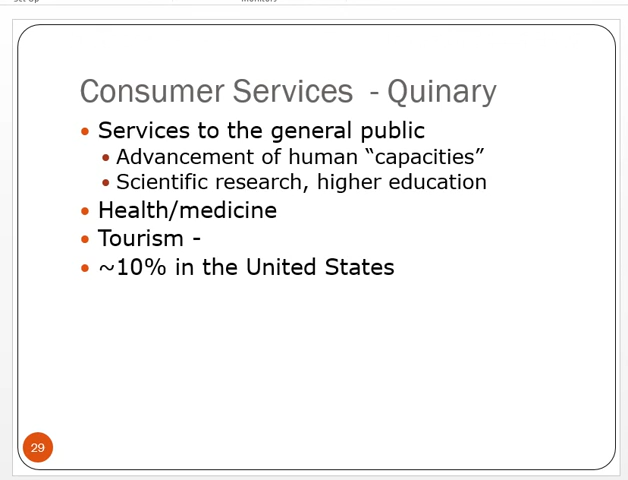 Consumer Services - Quinary
Services to the general public
Advancement of human “capacities”
Scientific research, higher education
Health/medicine
Tourism -
~10% in the United States
29